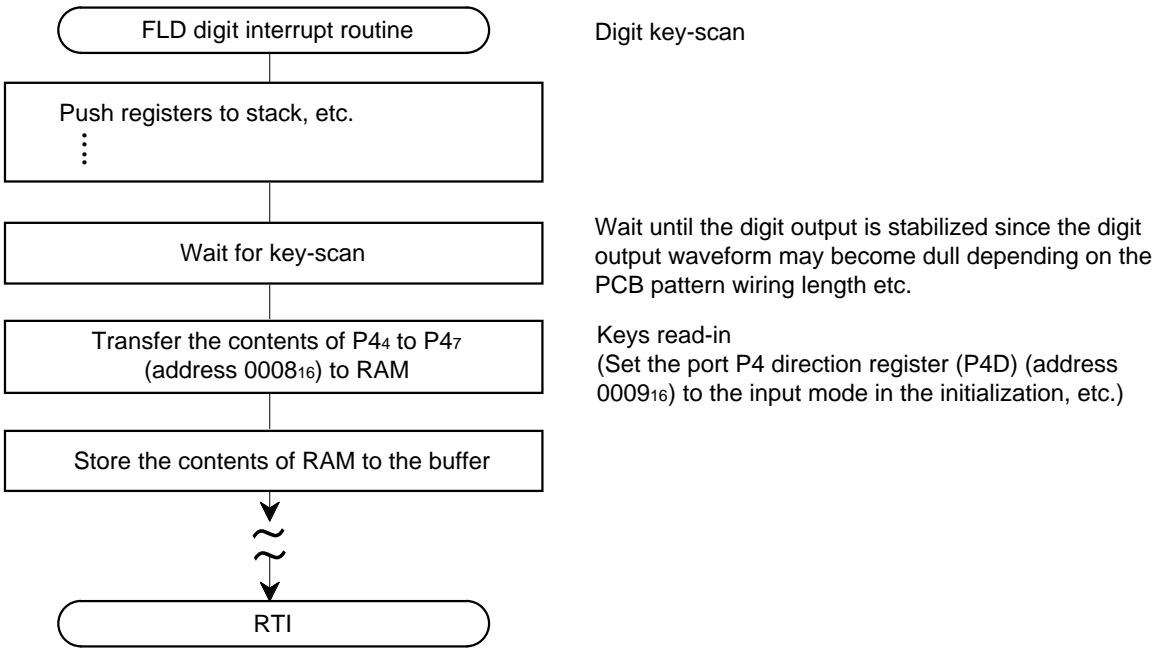 FLD digit interrupt routine
Digit key-scan
Push registers to stack, etc.
Wait for key-scan
Wait until the digit output is stabilized since the digit
output waveform may become dull depending on the
PCB pattern wiring length etc.
Transfer the contents of P44 to P47
(address 000816) to RAM
Keys read-in
(Set the port P4 direction register (P4D) (address
000916) to the input mode in the initialization, etc.)
Store the contents of RAM to the buffer
RTI